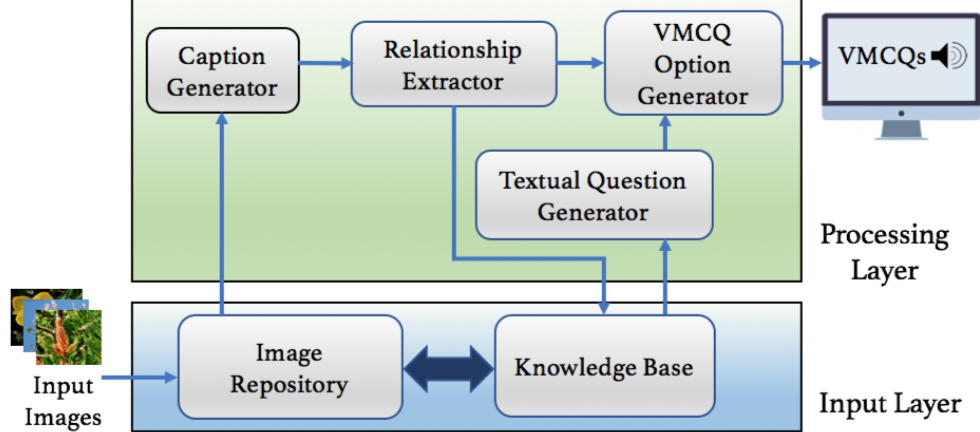 Caption
Generator
Relationship
Extractor
VMCQ
Option
Generator
VMCQs
Textual Question
Generator
Processing
Layer
Input
Images
Image
Repository
Knowledge Base
Input Layer